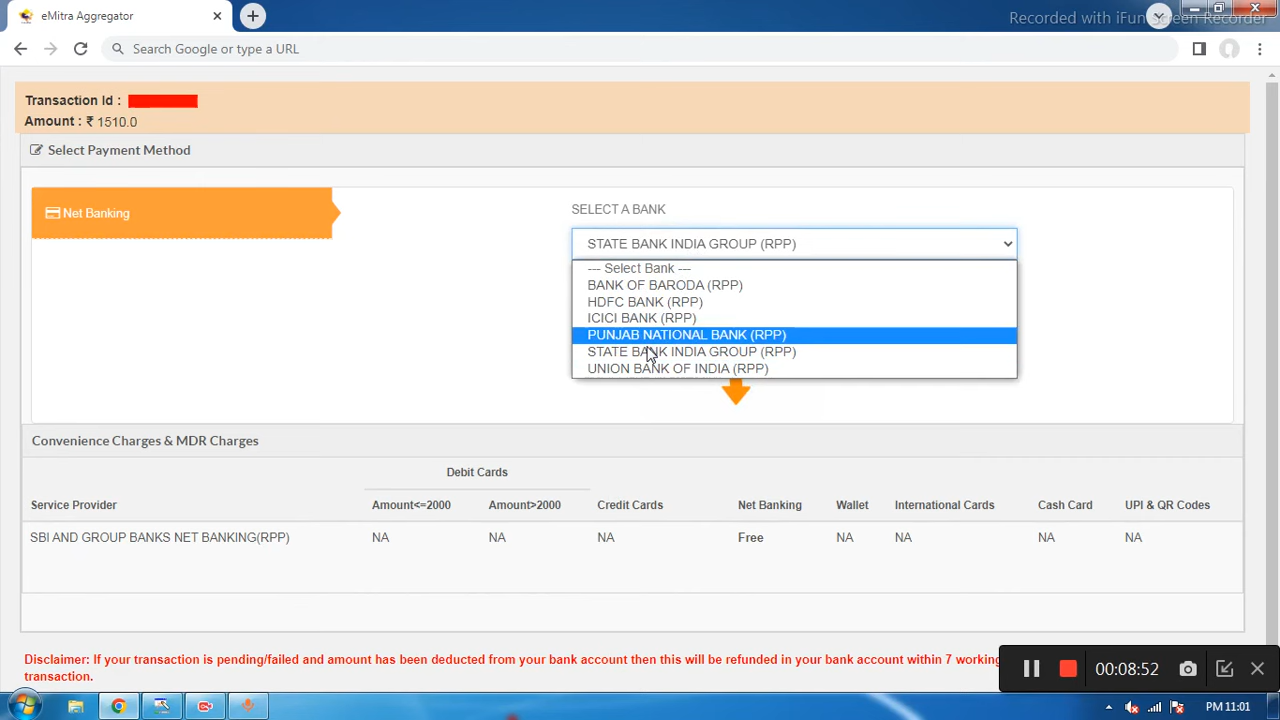 eMitra Aggregator
Recorded with iFun Screen Recorder
Search Google or type a URL
Transaction Id :
Amount : ₹ 1510.0
Select Payment Method
Net Banking
SELECT A BANK
STATE BANK INDIA GROUP (RPP)
--- Select Bank ---
BANK OF BARODA (RPP)
HDFC BANK (RPP)
ICICI BANK (RPP)
PUNJAB NATIONAL BANK (RPP)
STATE BANK INDIA GROUP (RPP)
UNION BANK OF INDIA (RPP)
Convenience Charges & MDR Charges
Debit Cards
Service Provider Amount<=2000 Amount>2000 Credit Cards Net Banking Wallet International Cards Cash Card UPI & QR Codes
SBI AND GROUP BANKS NET BANKING(RPP) NA NA NA Free NA NA NA NA
Disclaimer: If your transaction is pending/failed and amount has been deducted from your bank account then this will be refunded in your bank account within 7 working
transaction.
00:08:52
PM 11:01